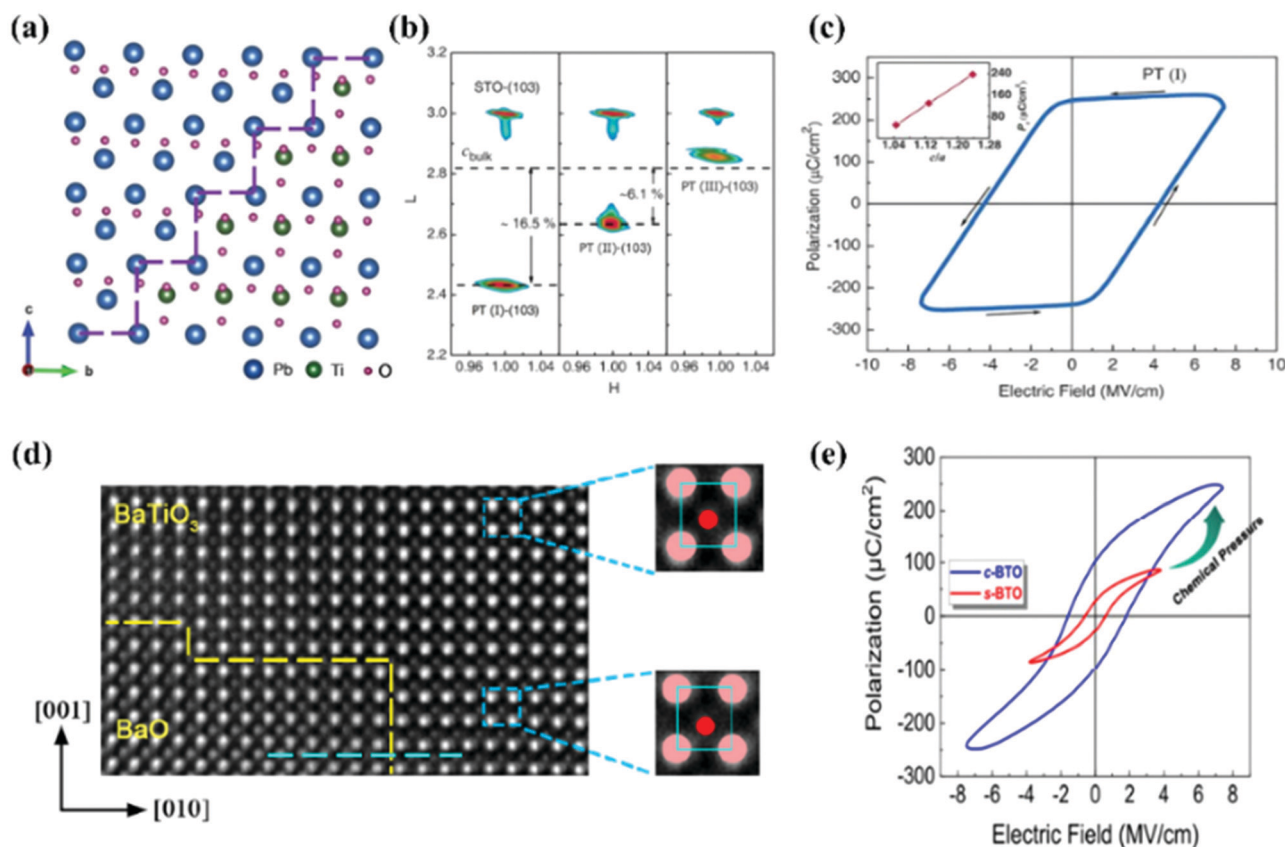 (a)
c
b
Pb
Ti
O
(b)
3.2
3.0
2.8
2.6
2.4
2.2
L
STO-(103)
c_bulk
~ 16.5 %
~6.1 %
PT (I)-(103)
PT (II)-(103)
PT (III)-(103)
0.96 1.00 1.04 0.96 1.00 1.04 0.96 1.00 1.04
H
(c)
300
200
100
0
-100
-200
-300
Polarization (μC/cm²)
PT (I)
240
160
80
1.04 1.12 1.20 1.28
c/a
-10 -8 -6 -4 -2 0 2 4 6 8 10
Electric Field (MV/cm)
(d)
BaTiO₃
BaO
[001]
[010]
(e)
300
200
100
0
-100
-200
-300
Polarization (μC/cm²)
c-BTO
s-BTO
Chemical Pressure
-8 -6 -4 -2 0 2 4 6 8
Electric Field (MV/cm)